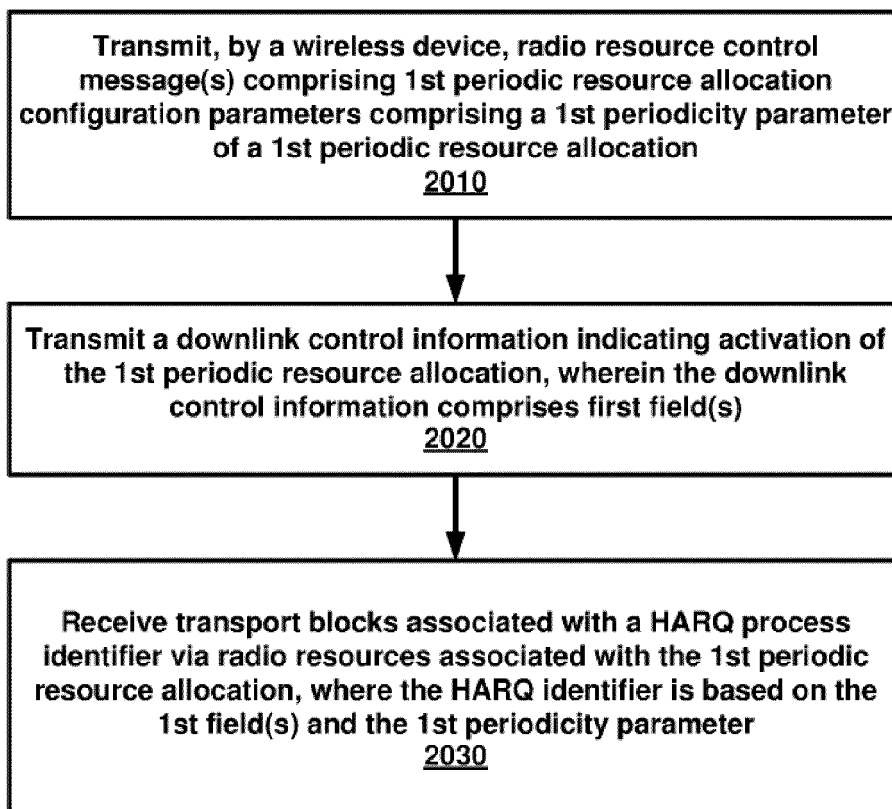 Transmit, by a wireless device, radio resource control
message(s) comprising 1st periodic resource allocation
configuration parameters comprising a 1st periodicity parameter
of a 1st periodic resource allocation
2010
Transmit a downlink control information indicating activation of
the 1st periodic resource allocation, wherein the downlink
control information comprises first field(s)
2020
Receive transport blocks associated with a HARQ process
identifier via radio resources associated with the 1st periodic
resource allocation, where the HARQ identifier is based on the
1st field(s) and the 1st periodicity parameter
2030